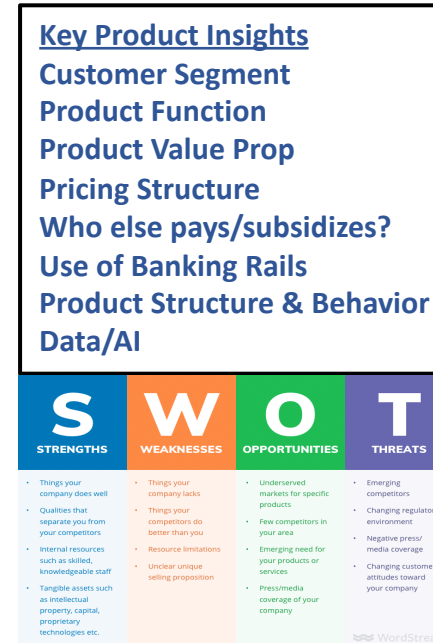 Key Product Insights
Customer Segment
Product Function
Product Value Prop
Pricing Structure
Who else pays/subsidizes?
Use of Banking Rails
Product Structure & Behavior
Data/AI
S
STRENGTHS
• Things your
company does well
• Qualities that
separate you from
your competitors
• Internal resources
such as skilled,
knowledgeable staff
• Tangible assets such
as intellectual
property, capital,
proprietary
technologies etc.
W
WEAKNESSES
• Things your
company lacks
• Things your
competitors do
better than you
• Resource limitations
• Unclear unique
selling proposition
O
OPPORTUNITIES
• Underserved
markets for specific
products
• Few competitors in
your area
• Emerging need for
your products or
services
• Press/media
coverage of your
company
T
THREATS
• Emerging
competitors
• Changing regulator
environment
• Negative press/
media coverage
• Changing custome
attitudes toward
your company
WordStre